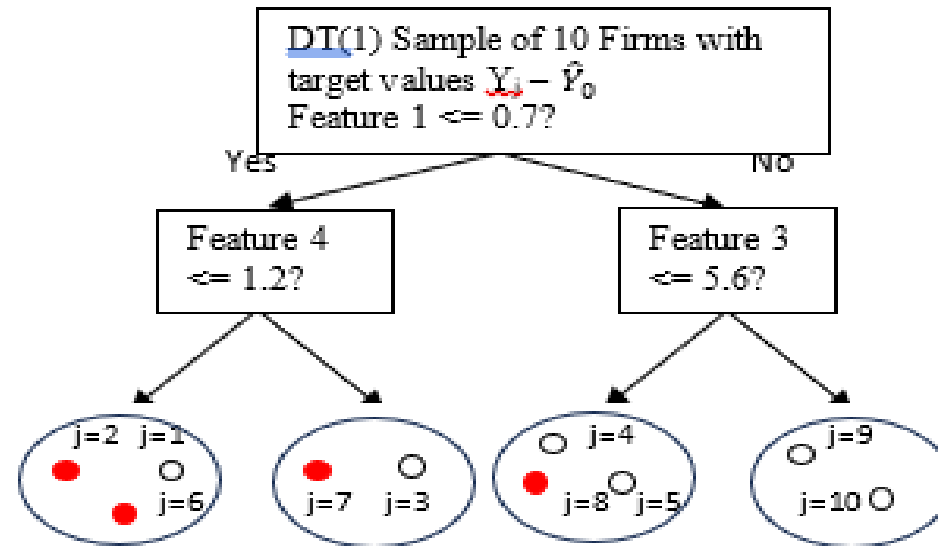 DT(1) Sample of 10 Firms with
target values Yⱼ – Ŷ₀
Feature 1 <= 0.7?
Yes
No
Feature 4
<= 1.2?
Feature 3
<= 5.6?
j=2 j=1
j=6
j=7 j=3
j=4
j=8 j=5
j=9
j=10